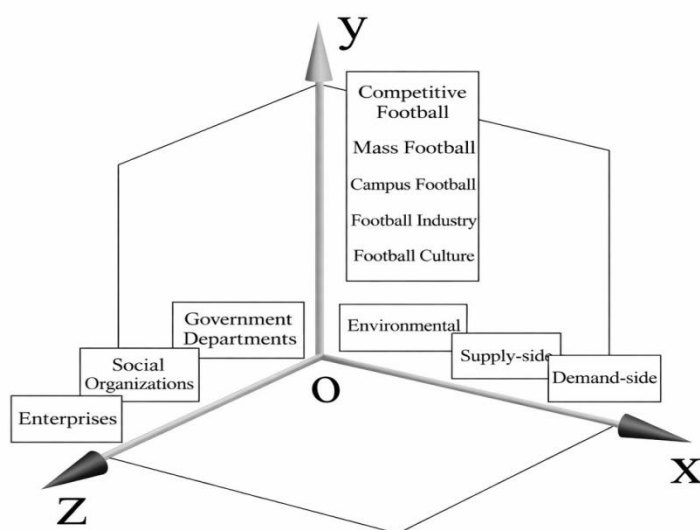 y
Competitive
Football
Mass Football
Campus Football
Football Industry
Football Culture
Government
Departments
Environmental
Social
Organizations
Supply-side
Demand-side
Enterprises
O
Z
X